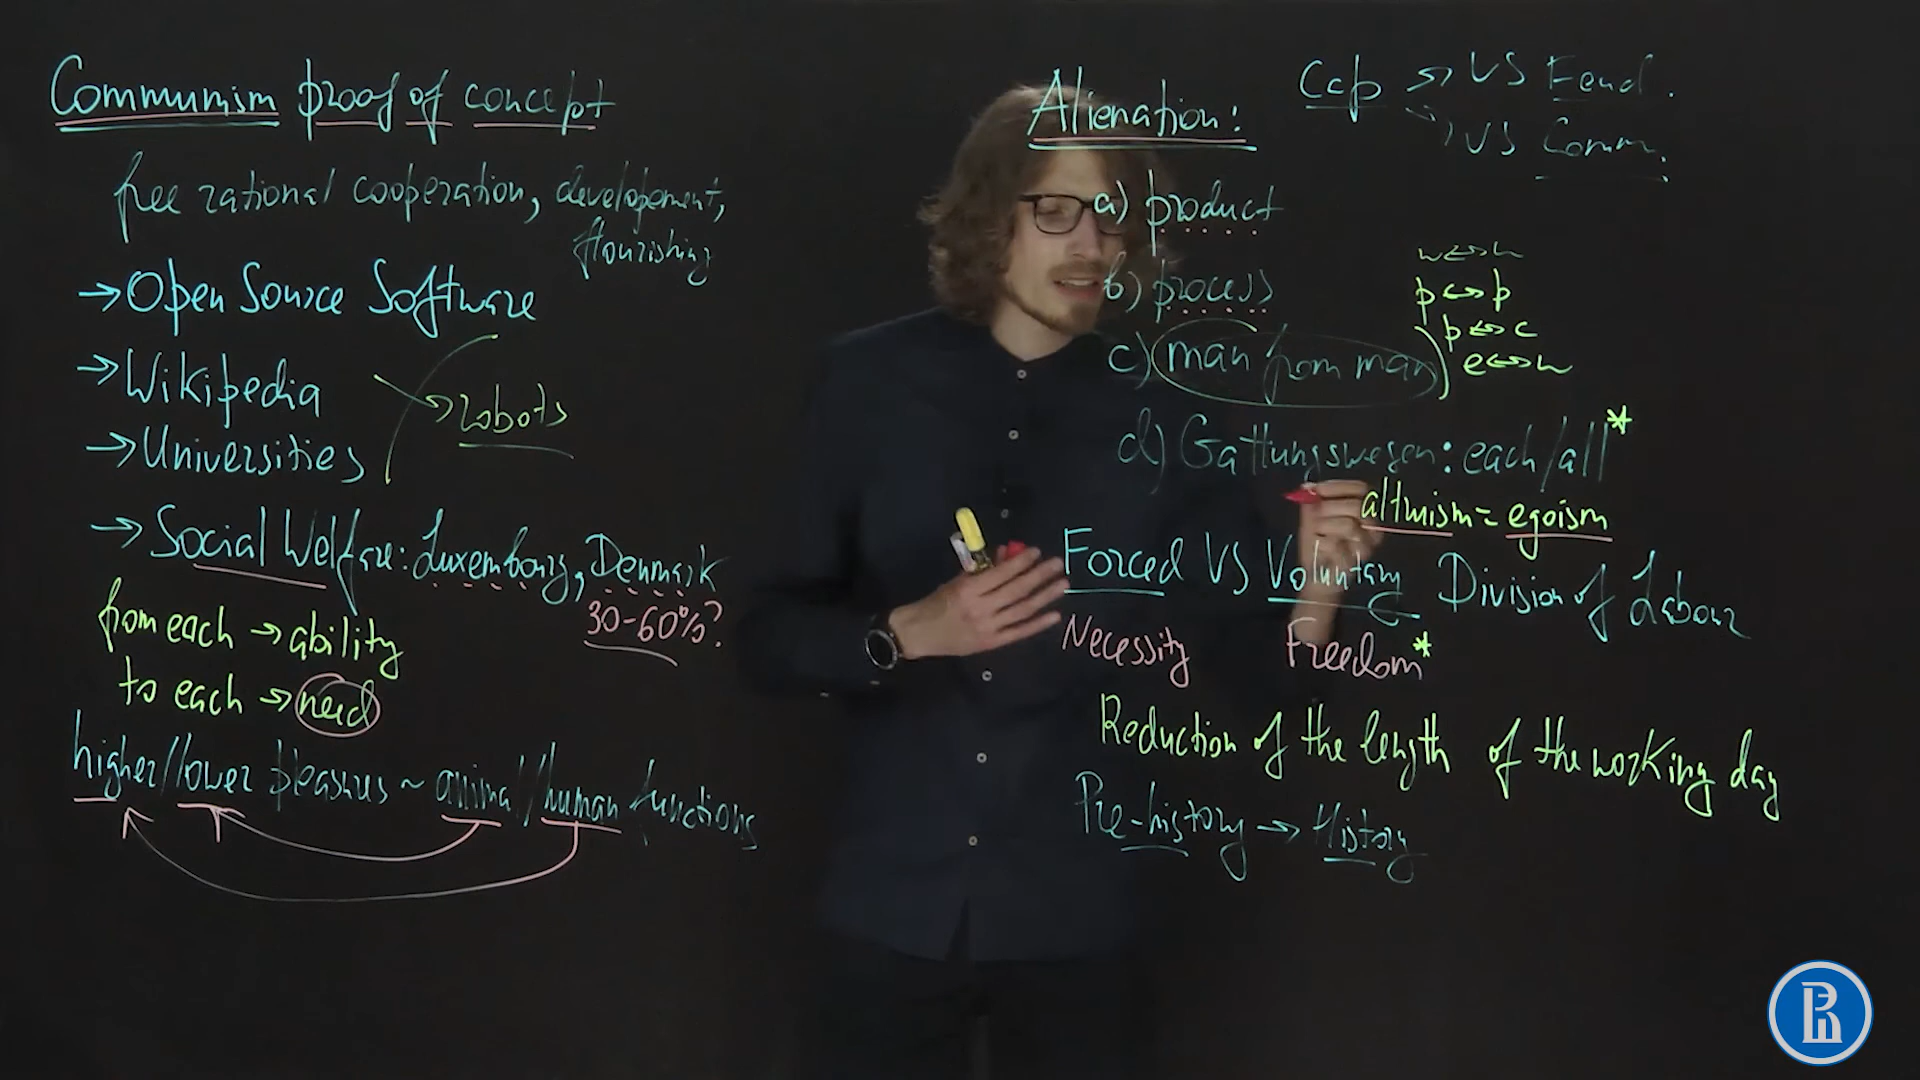 Communism proof of concept
free rational cooperation, developement,
flourishing
→ Open Source Software
→ Wikipedia
→ robots
→ Universities
→ Social Welfare: Luxembourg, Denmark
30-60%?
from each → ability
to each → need
higher/lower pleasures ~ animal/human functions
Alienation:
Cap → VS Feud.
VS Comm.
a) product
b) process
p ↔ p
p ↔ c
c) man from man
e ↔ w
d) Gattungswesen: each/all*
altruism = egoism
Forced VS Voluntary Division of Labour
Necessity Freedom*
Reduction of the length of the working day
Pre-history → History